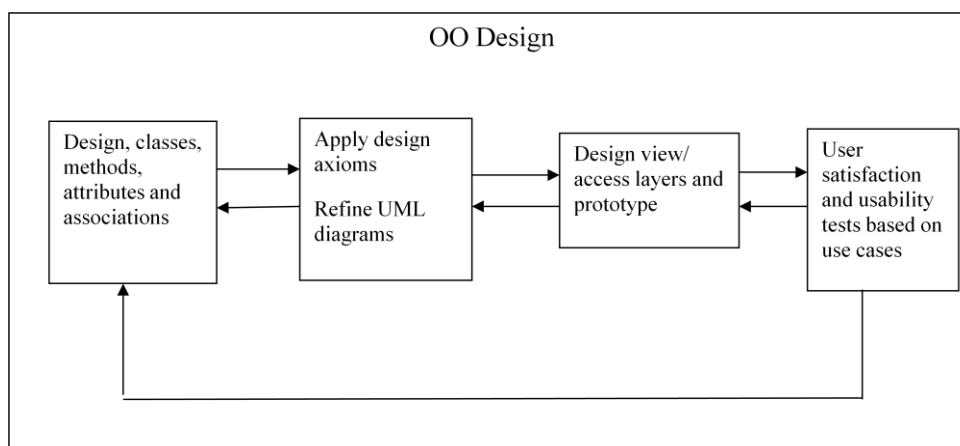 OO Design
Design, classes,
methods,
attributes and
associations
Apply design
axioms
Refine UML
diagrams
Design view/
access layers and
prototype
User
satisfaction
and usability
tests based on
use cases